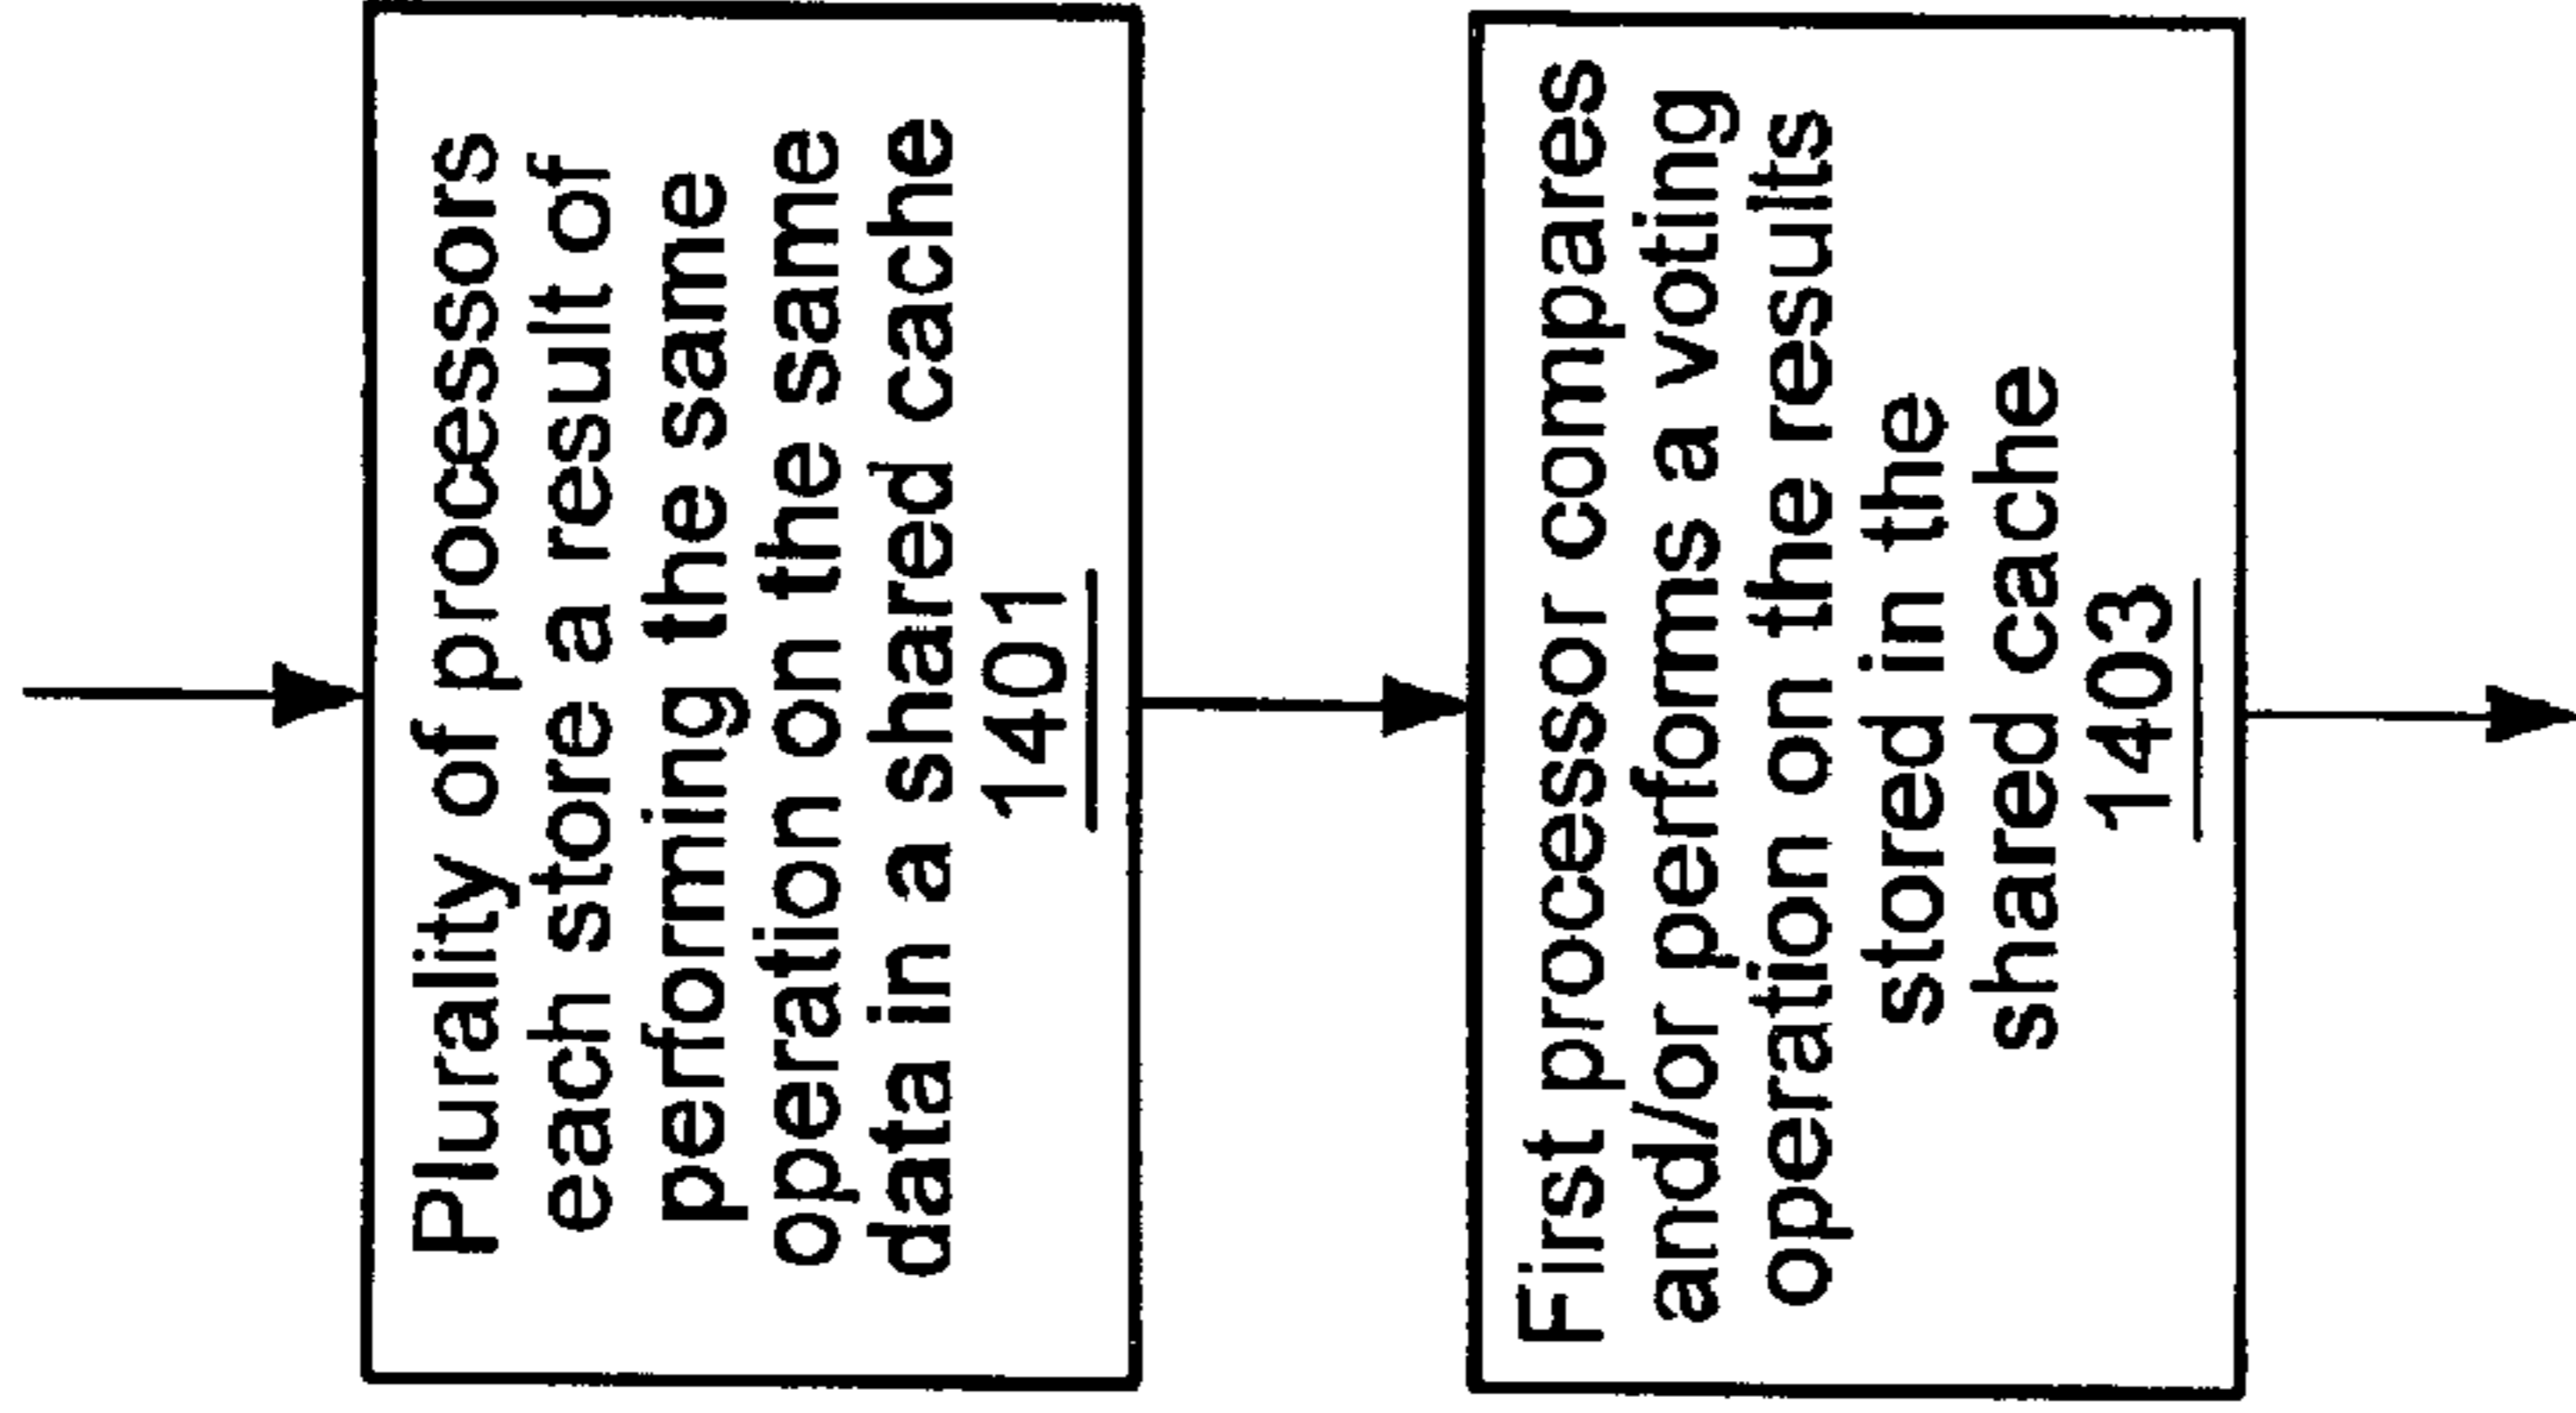 Plurality of processors
each store a result of
performing the same
operation on the same
data in a shared cache
1401
First processor compares
and/or performs a voting
operation on the results
stored in the
shared cache
1403